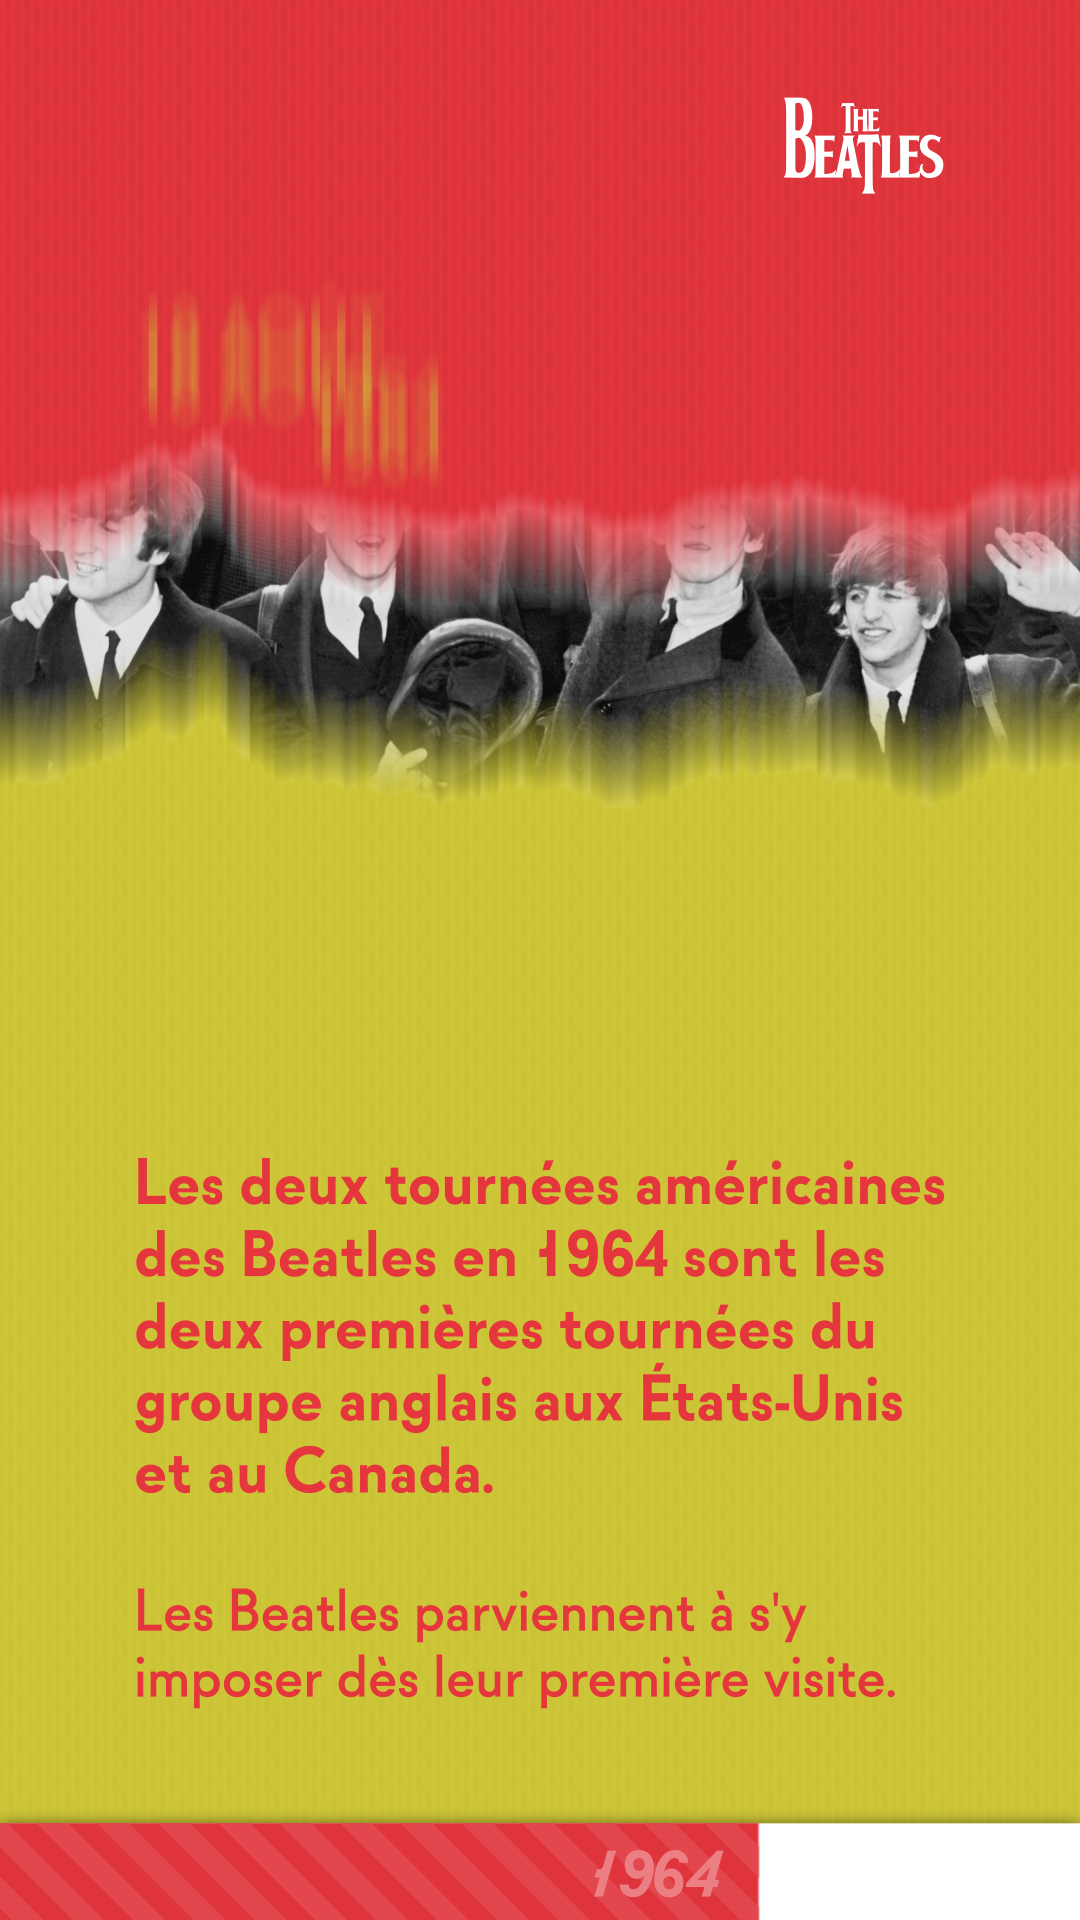 THE
BEATLES
Les deux tournées américaines
des Beatles en 1964 sont les
deux premières tournées du
groupe anglais aux États-Unis
et au Canada.
Les Beatles parviennent à s'y
imposer dès leur première visite.
1964